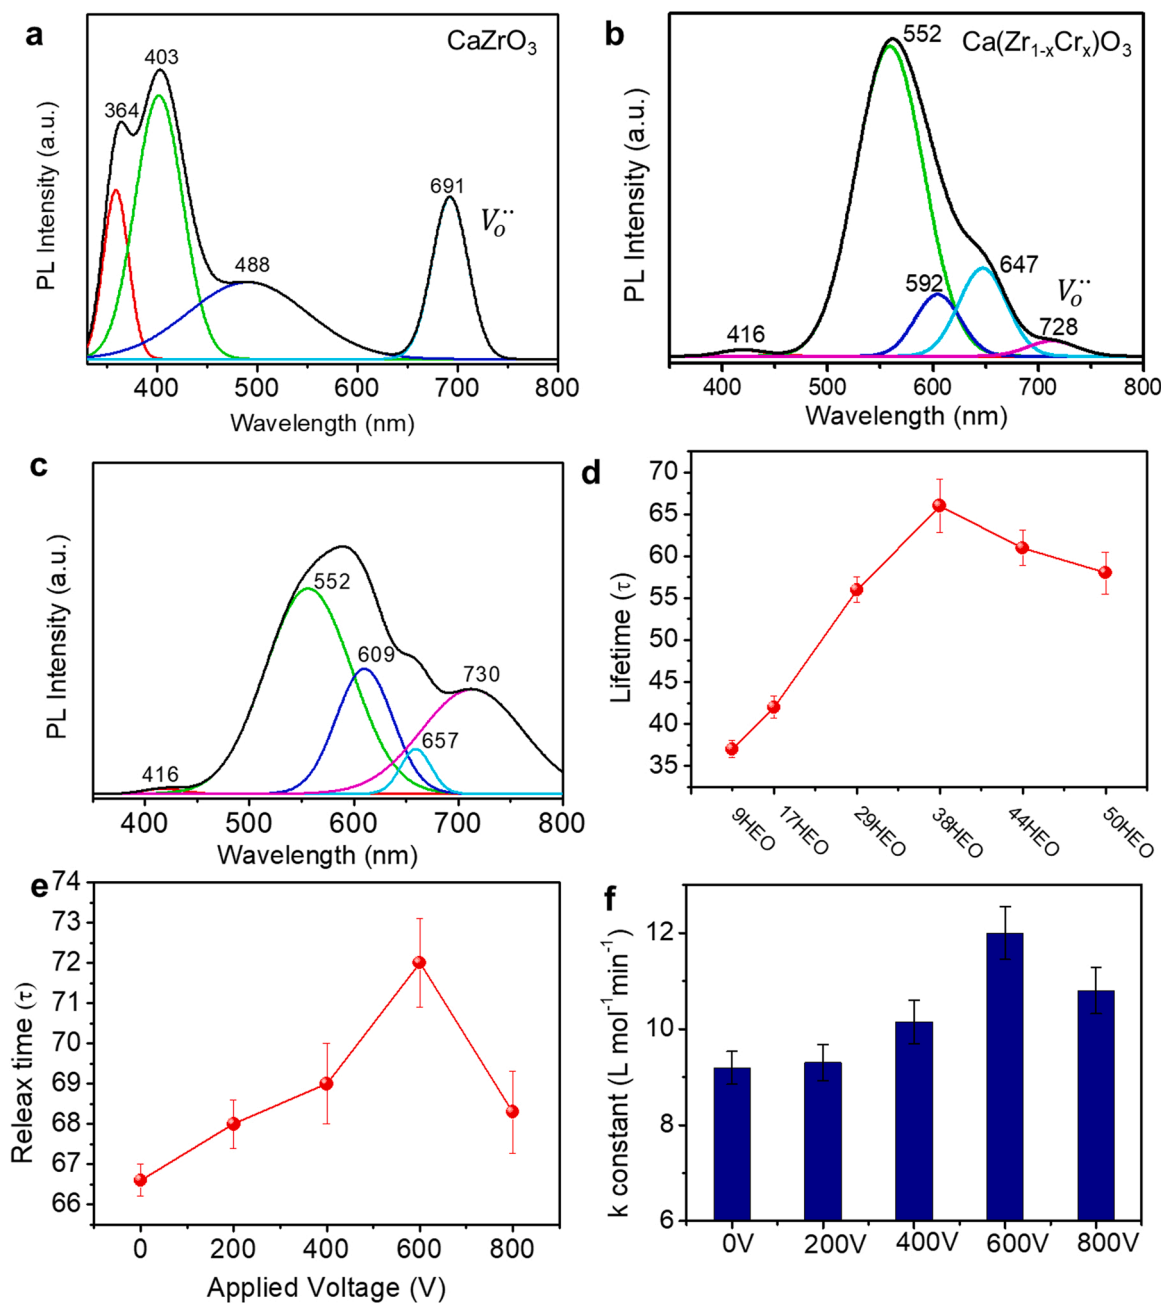 a
CaZrO3
403
364
691
V_O^··
488
PL Intensity (a.u.)
400 500 600 700 800
Wavelength (nm)
b
552
Ca(Zr1-xCrx)O3
592
647
V_O^··
416
728
PL Intensity (a.u.)
400 500 600 700 800
Wavelength (nm)
c
552
609
730
657
416
PL Intensity (a.u.)
400 500 600 700 800
Wavelength (nm)
d
70
65
60
55
50
45
40
35
Lifetime (τ)
9HEO 17HEO 29HEO 38HEO 44HEO 50HEO
e
74
73
72
71
70
69
68
67
66
Releax time (τ)
0 200 400 600 800
Applied Voltage (V)
f
12
10
8
6
k constant (L mol-1min-1)
0V 200V 400V 600V 800V